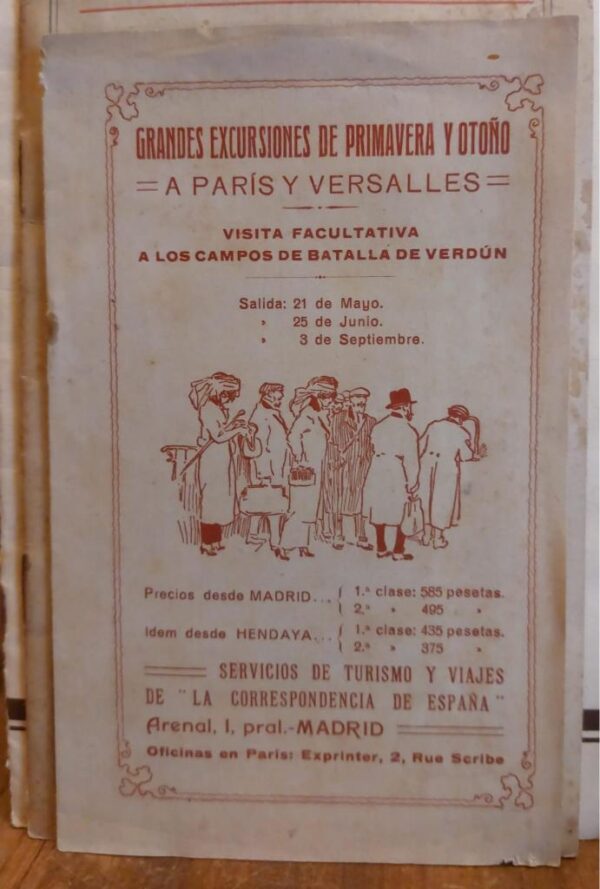 GRANDES EXCURSIONES DE PRIMAVERA Y OTOÑO
= A PARÍS Y VERSALLES =
VISITA FACULTATIVA
A LOS CAMPOS DE BATALLA DE VERDÚN
Salida: 21 de Mayo.
» 25 de Junio.
» 3 de Septiembre.
Precios desde MADRID... { 1.ª clase: 585 pesetas.
2.ª » 495 »
Idem desde HENDAYA... { 1.ª clase: 435 pesetas.
2.ª » 375 »
SERVICIOS DE TURISMO Y VIAJES
DE "LA CORRESPONDENCIA DE ESPAÑA"
Arenal, 1, pral.-MADRID
Oficinas en París: Exprinter, 2, Rue Scribe